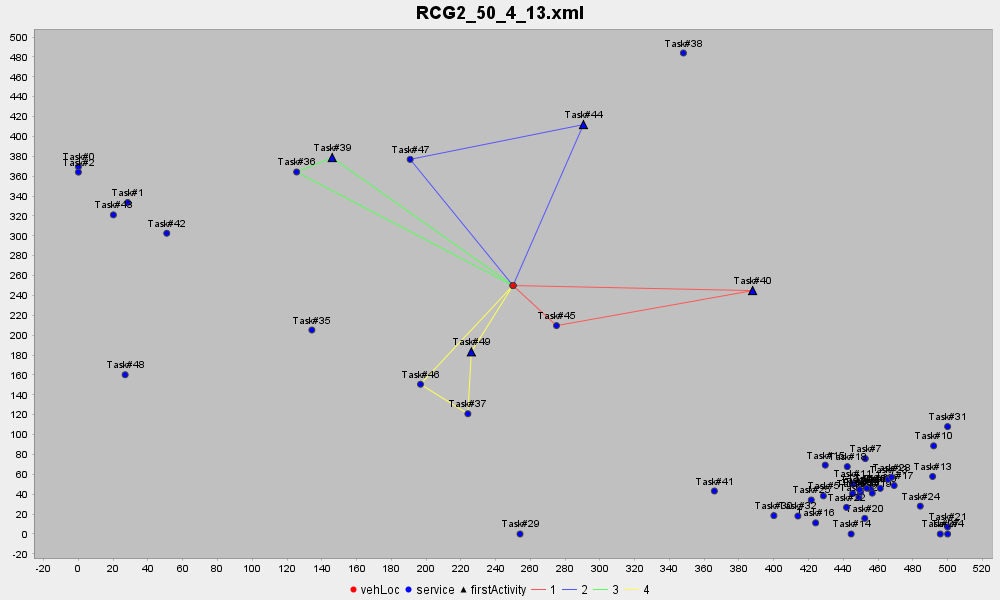 RCG2_50_4_13.xml
500
480
460
440
420
400
380
360
340
320
300
280
260
240
220
200
180
160
140
120
100
80
60
40
20
0
-20
Task#38
Task#44
Task#47
Task#39
Task#36
Task#0
Task#2
Task#1
Task#43
Task#42
Task#40
Task#45
Task#35
Task#49
Task#48
Task#46
Task#37
Task#31
Task#10
Task#7
Task#15
Task#13
Task#41
Task#24
Task#32
Task#20
Task#16
Task#21
Task#14
Task#29
-20 0 20 40 60 80 100 120 140 160 180 200 220 240 260 280 300 320 340 360 380 400 420 440 460 480 500 520
vehLoc service firstActivity 1 2 3 4